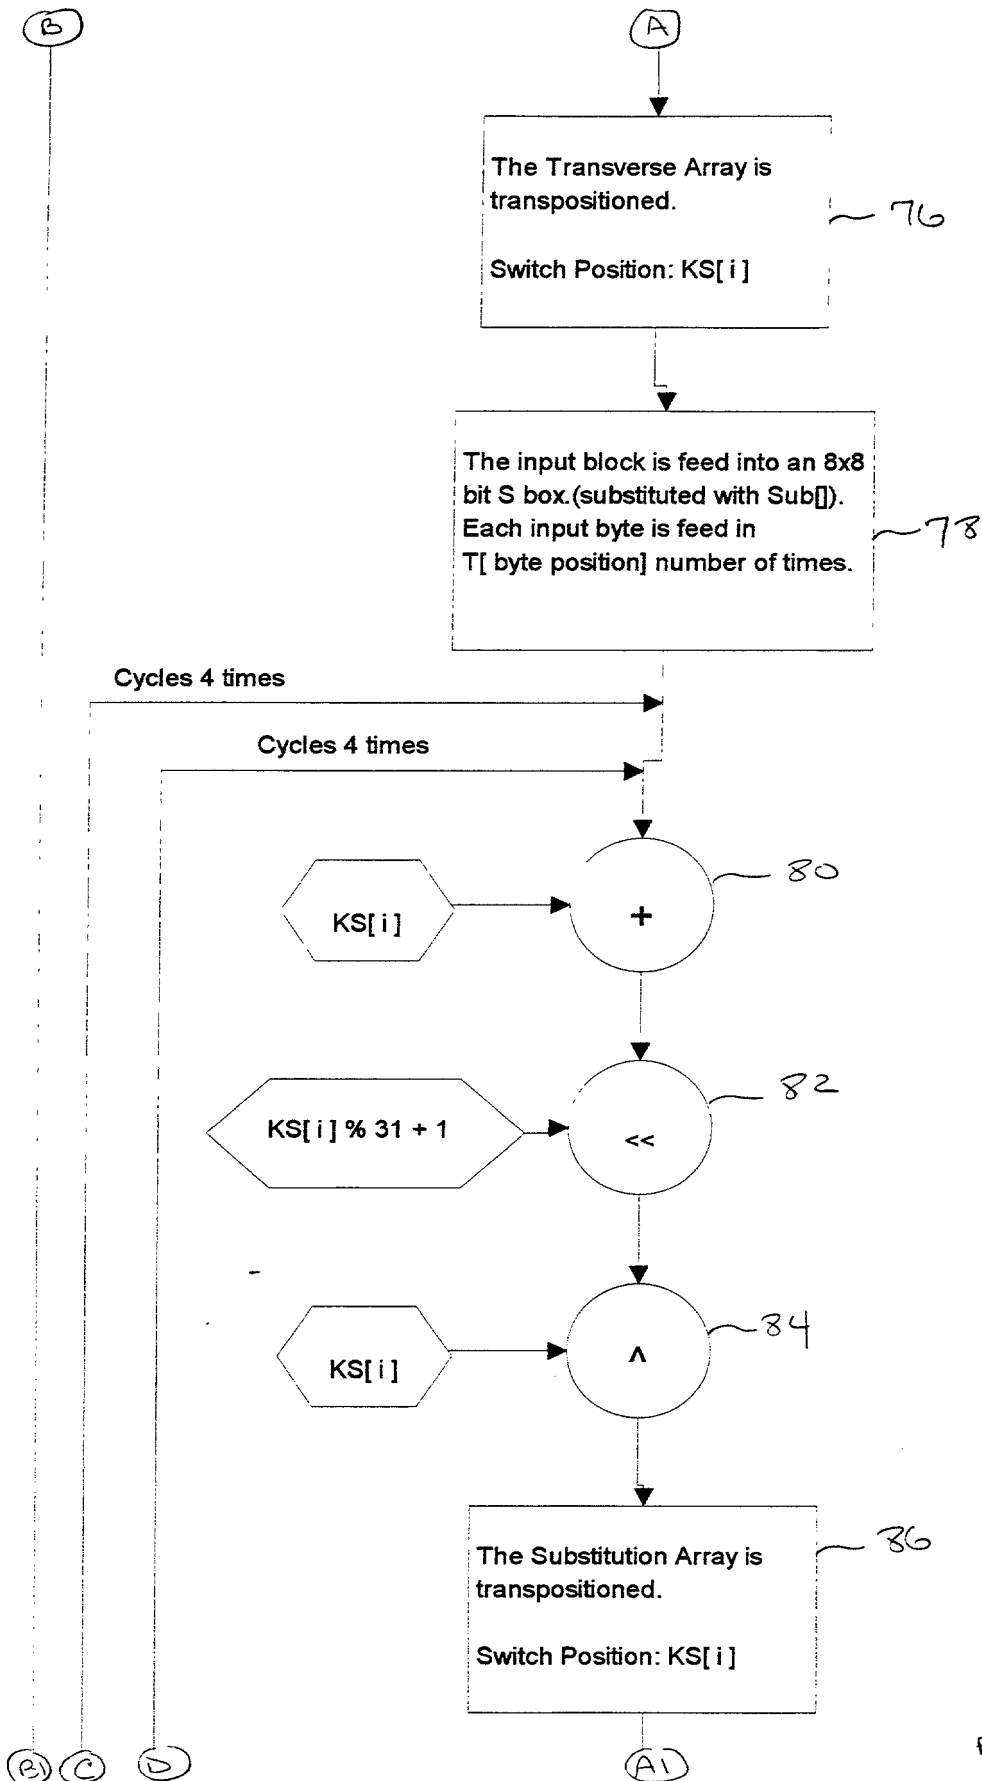 B
A
The Transverse Array is
transpositioned.
Switch Position: KS[ i ]
76
The input block is feed into an 8x8
bit S box.(substituted with Sub[]).
Each input byte is feed in
T[ byte position] number of times.
78
Cycles 4 times
Cycles 4 times
80
KS[ i ]
+
82
KS[ i ] % 31 + 1
<<
84
KS[ i ]
^
86
The Substitution Array is
transpositioned.
Switch Position: KS[ i ]
B1
C
D
A1